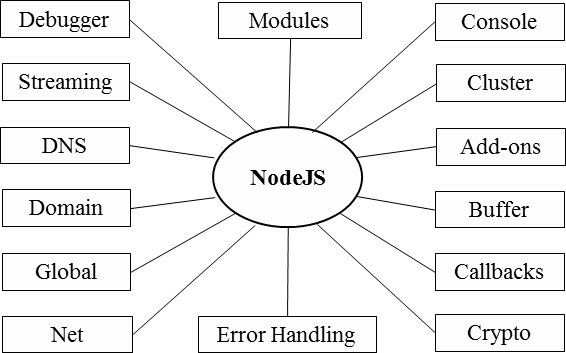 Debugger
Modules
Console
Streaming
Cluster
DNS
Add-ons
NodeJS
Domain
Buffer
Global
Callbacks
Net
Error Handling
Crypto